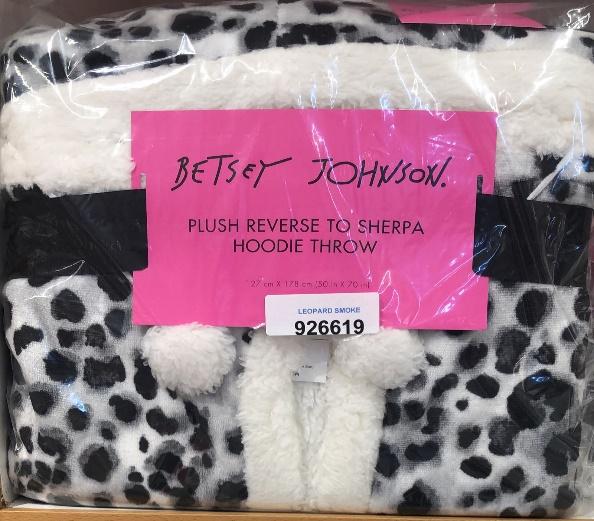 BETSEY JOHNSON.
PLUSH REVERSE TO SHERPA
HOODIE THROW
127 cm X 178 cm (50 in X 70 in)
LEOPARD SMOKE
926619